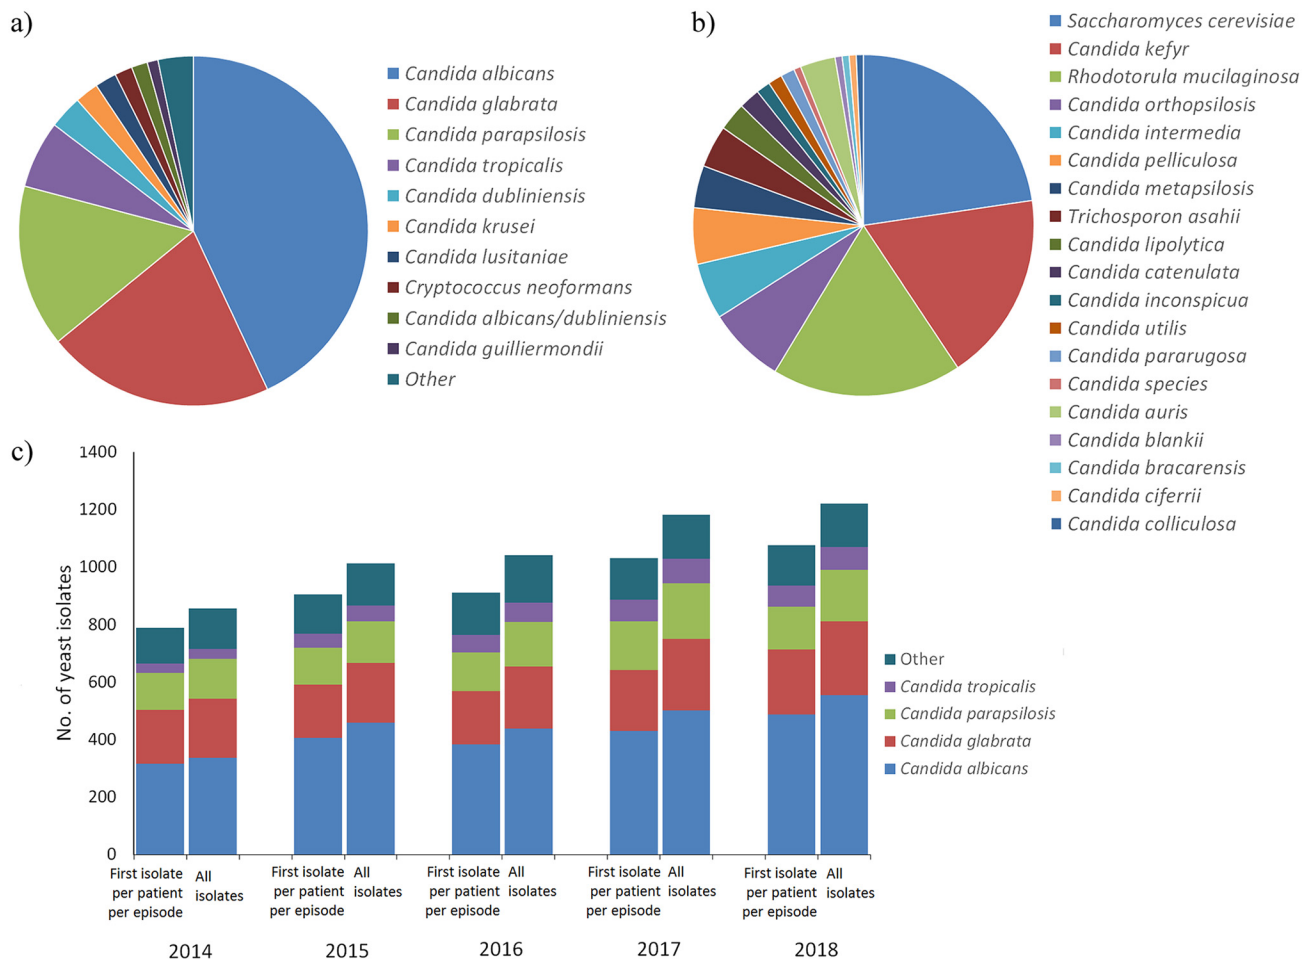 a)
Candida albicans
Candida glabrata
Candida parapsilosis
Candida tropicalis
Candida dubliniensis
Candida krusei
Candida lusitaniae
Cryptococcus neoformans
Candida albicans/dubliniensis
Candida guilliermondii
Other
b)
Saccharomyces cerevisiae
Candida kefyr
Rhodotorula mucilaginosa
Candida orthopsilosis
Candida intermedia
Candida pelliculosa
Candida metapsilosis
Trichosporon asahii
Candida lipolytica
Candida catenulata
Candida inconspicua
Candida utilis
Candida pararugosa
Candida species
Candida auris
Candida blankii
Candida bracarensis
Candida ciferrii
Candida colliculosa
c)
No. of yeast isolates
1400
1200
1000
800
600
400
200
0
Other
Candida tropicalis
Candida parapsilosis
Candida glabrata
Candida albicans
First isolate
per patient
per episode
All
isolates
First isolate
per patient
per episode
All
isolates
First isolate
per patient
per episode
All
isolates
First isolate
per patient
per episode
All
isolates
First isolate
per patient
per episode
All
isolates
2014
2015
2016
2017
2018